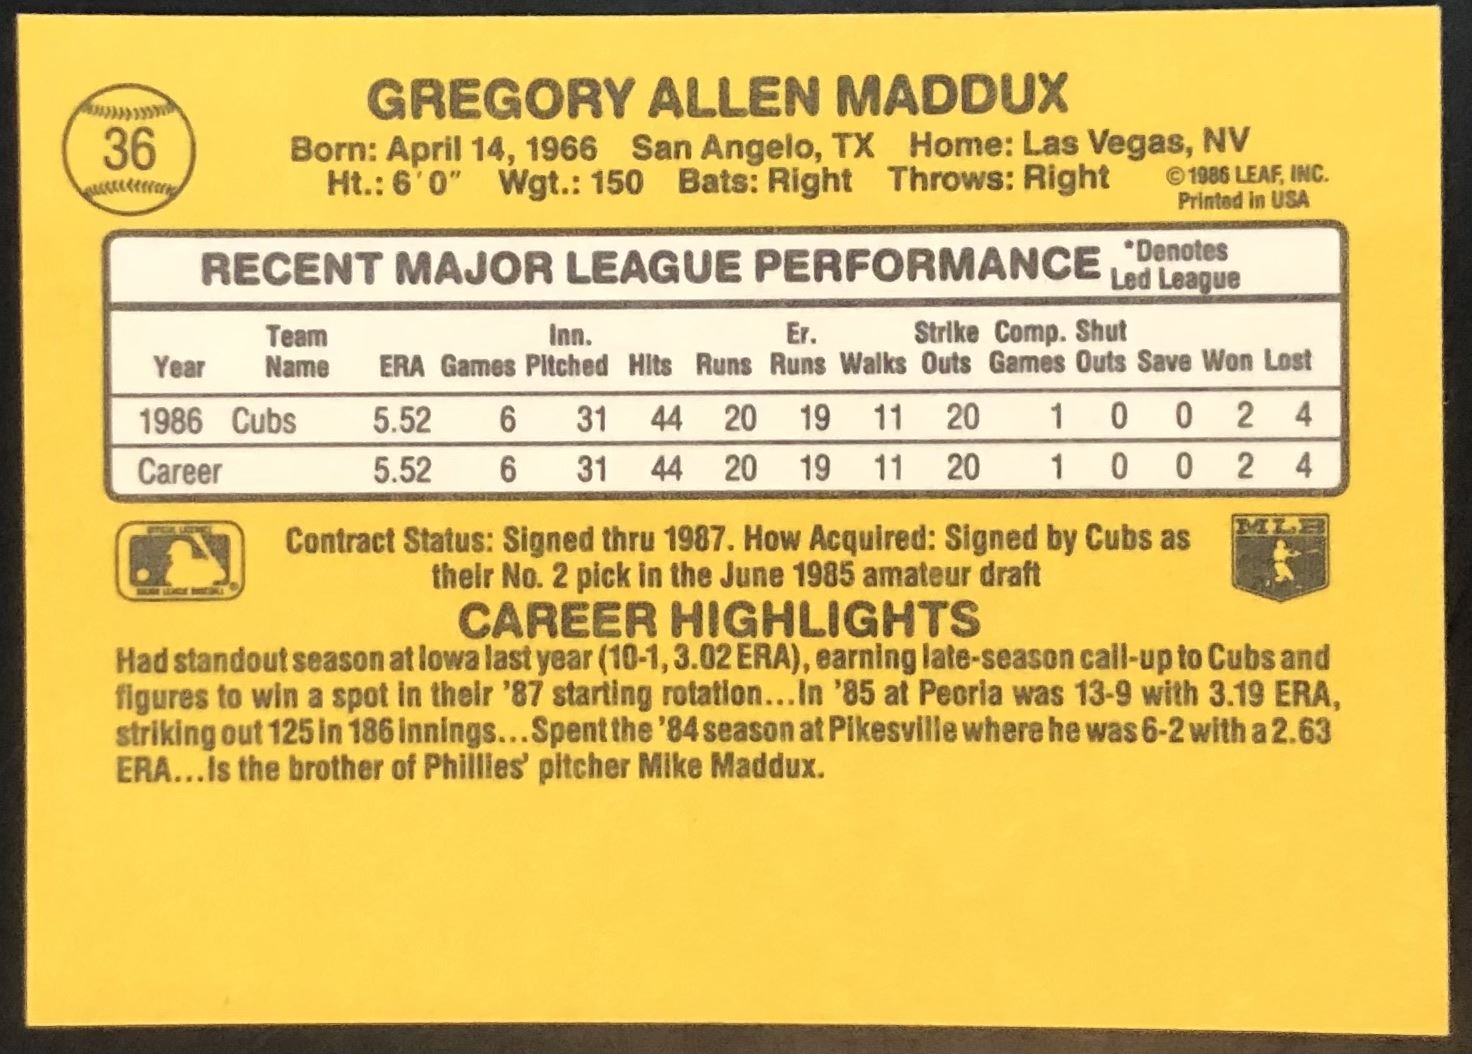 36
GREGORY ALLEN MADDUX
Born: April 14, 1966 San Angelo, TX Home: Las Vegas, NV
Ht.: 6'0" Wgt.: 150 Bats: Right Throws: Right
©1986 LEAF, INC.
Printed in USA
RECENT MAJOR LEAGUE PERFORMANCE
*Denotes
Led League
Year Team Name ERA Games Inn. Pitched Hits Runs Er. Runs Walks Strike Outs Comp. Games Shut Outs Save Won Lost
1986 Cubs 5.52 6 31 44 20 19 11 20 1 0 0 2 4
Career 5.52 6 31 44 20 19 11 20 1 0 0 2 4
Contract Status: Signed thru 1987. How Acquired: Signed by Cubs as
their No. 2 pick in the June 1985 amateur draft
MLB
CAREER HIGHLIGHTS
Had standout season at Iowa last year (10-1, 3.02 ERA), earning late-season call-up to Cubs and
figures to win a spot in their '87 starting rotation...In '85 at Peoria was 13-9 with 3.19 ERA,
striking out 125 in 186 innings...Spent the '84 season at Pikesville where he was 6-2 with a 2.63
ERA...Is the brother of Phillies' pitcher Mike Maddux.